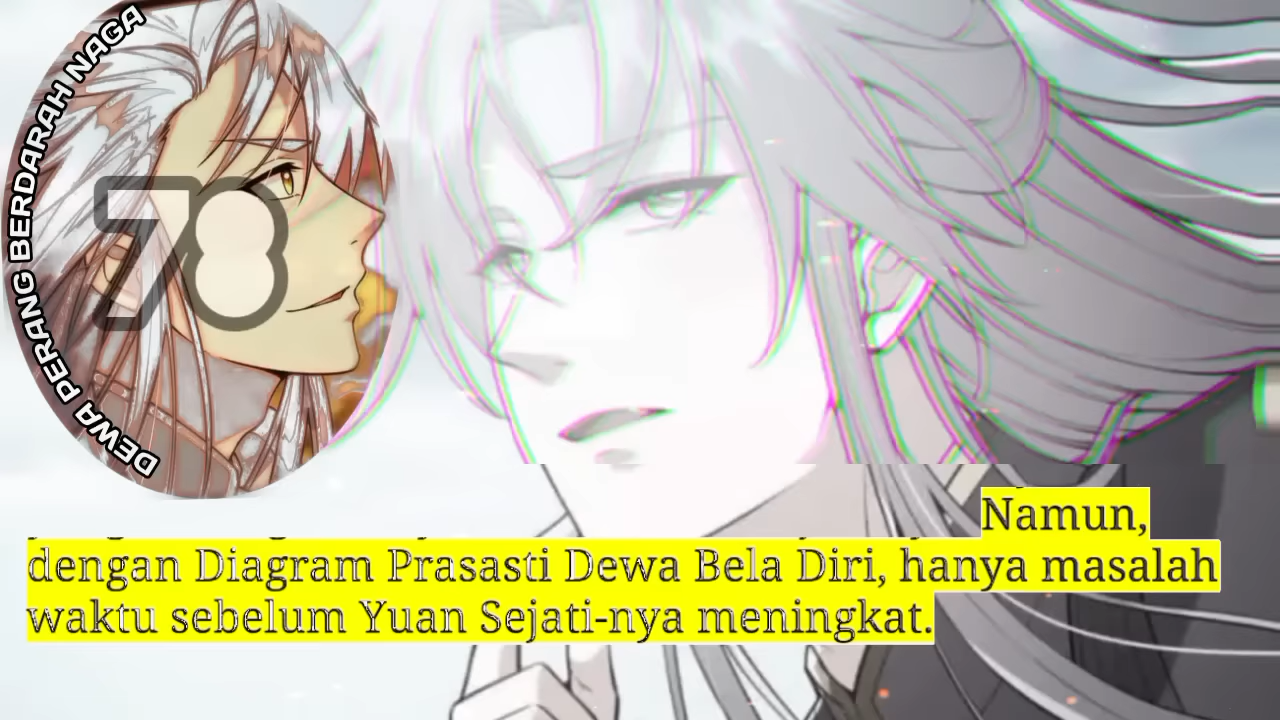 DEWA PERANG BERDARAH NAGA
78
Namun,
dengan Diagram Prasasti Dewa Bela Diri, hanya masalah
waktu sebelum Yuan Sejati-nya meningkat.